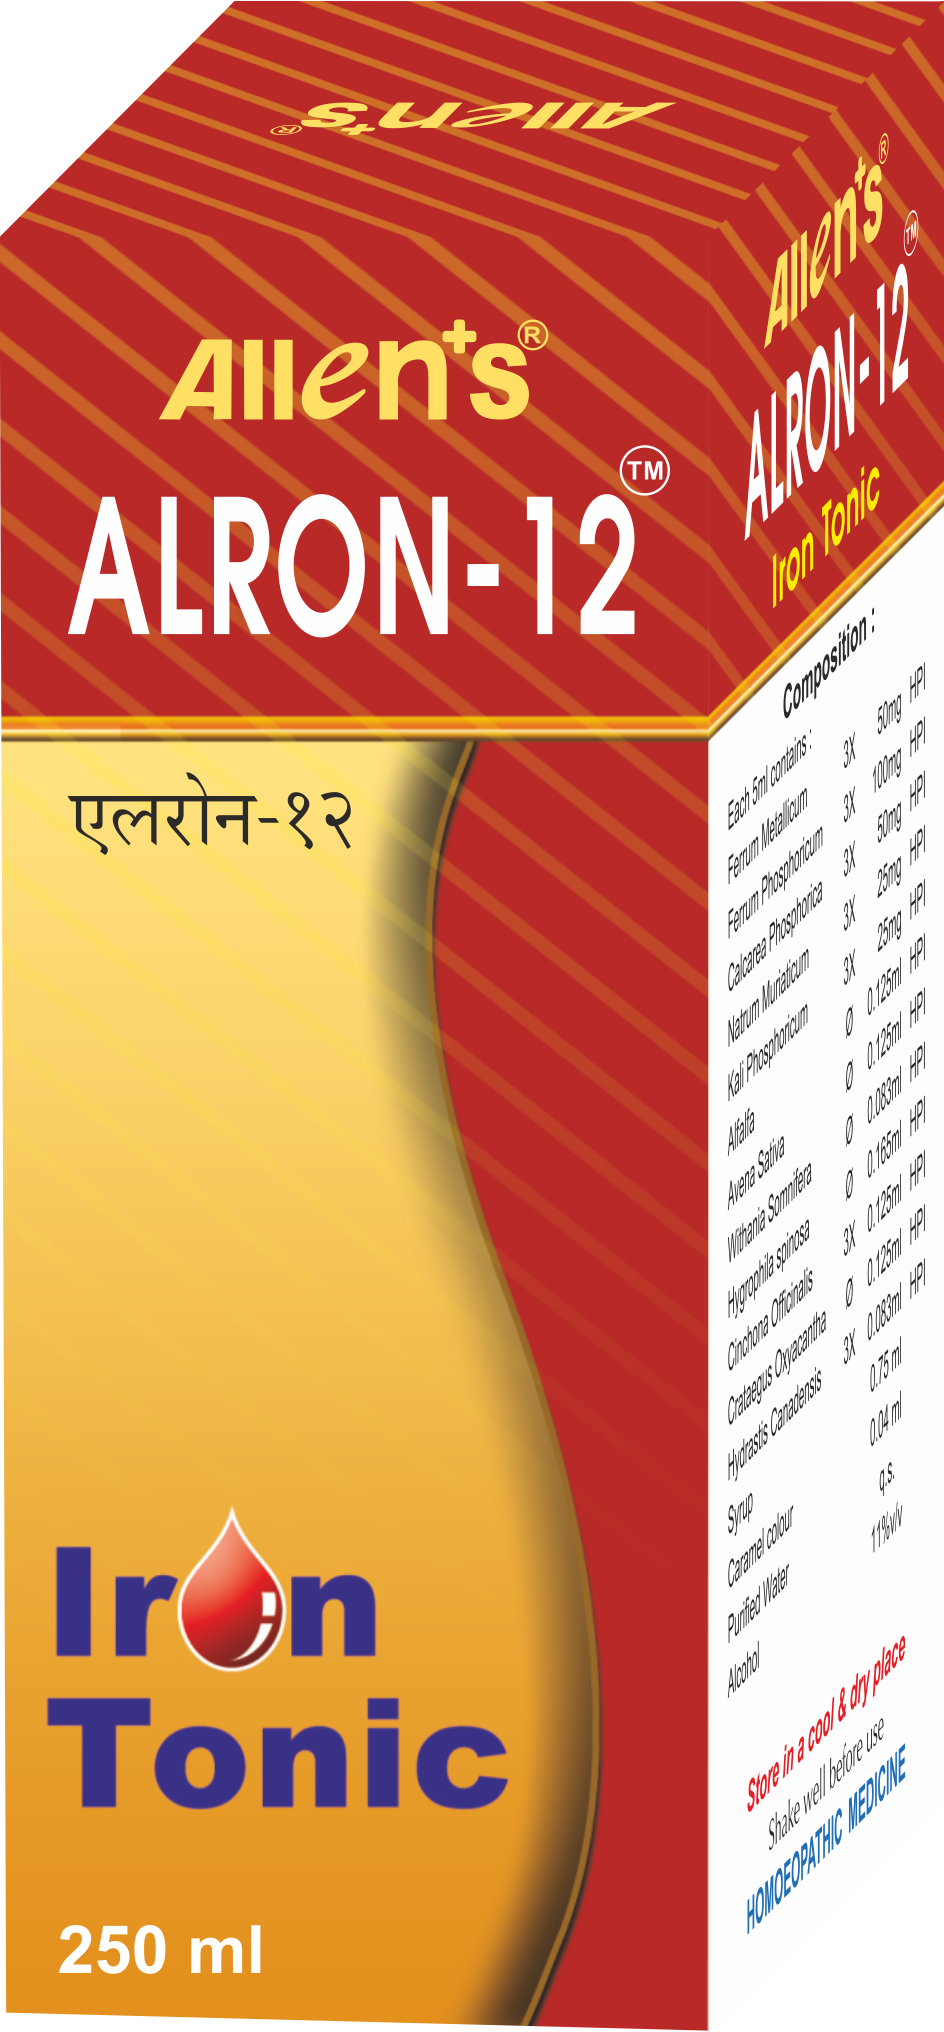 Allen's®
Allen's®
ALRON-12™
एलरोन-१२
Iron
Tonic
250 ml
Allen's®
ALRON-12™
Iron Tonic
Composition :
Each 5ml contains :
Ferrum Metallicum 3X 50mg HPI
Ferrum Phosphoricum 3X 100mg HPI
Calcarea Phosphorica 3X 50mg HPI
Natrum Muriaticum 3X 25mg HPI
Kali Phosphoricum 3X 25mg HPI
Alfalfa Ø 0.125ml HPI
Avena Sativa Ø 0.125ml HPI
Withania Somnifera Ø 0.083ml HPI
Hygrophila spinosa Ø 0.165ml HPI
Cinchona Officinalis 3X 0.125ml HPI
Crataegus Oxyacantha Ø 0.125ml HPI
Hydrastis Canadensis 3X 0.083ml HPI
Syrup 0.75 ml
Caramel colour 0.04 ml
Purified Water q.s.
Alcohol 11%v/v
Store in a cool & dry place
Shake well before use
HOMOEOPATHIC MEDICINE